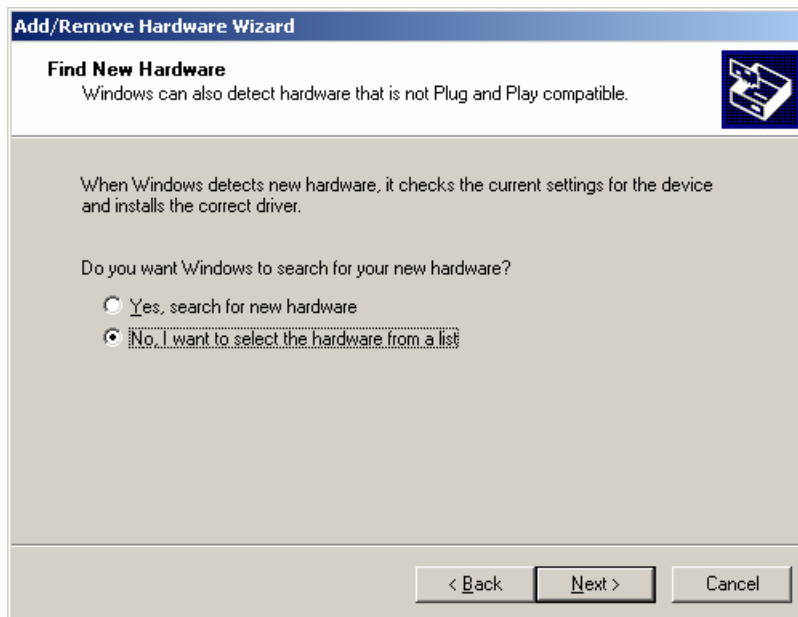 Add/Remove Hardware Wizard
Find New Hardware
Windows can also detect hardware that is not Plug and Play compatible.
When Windows detects new hardware, it checks the current settings for the device
and installs the correct driver.
Do you want Windows to search for your new hardware?
Yes, search for new hardware
No, I want to select the hardware from a list
< Back
Next >
Cancel